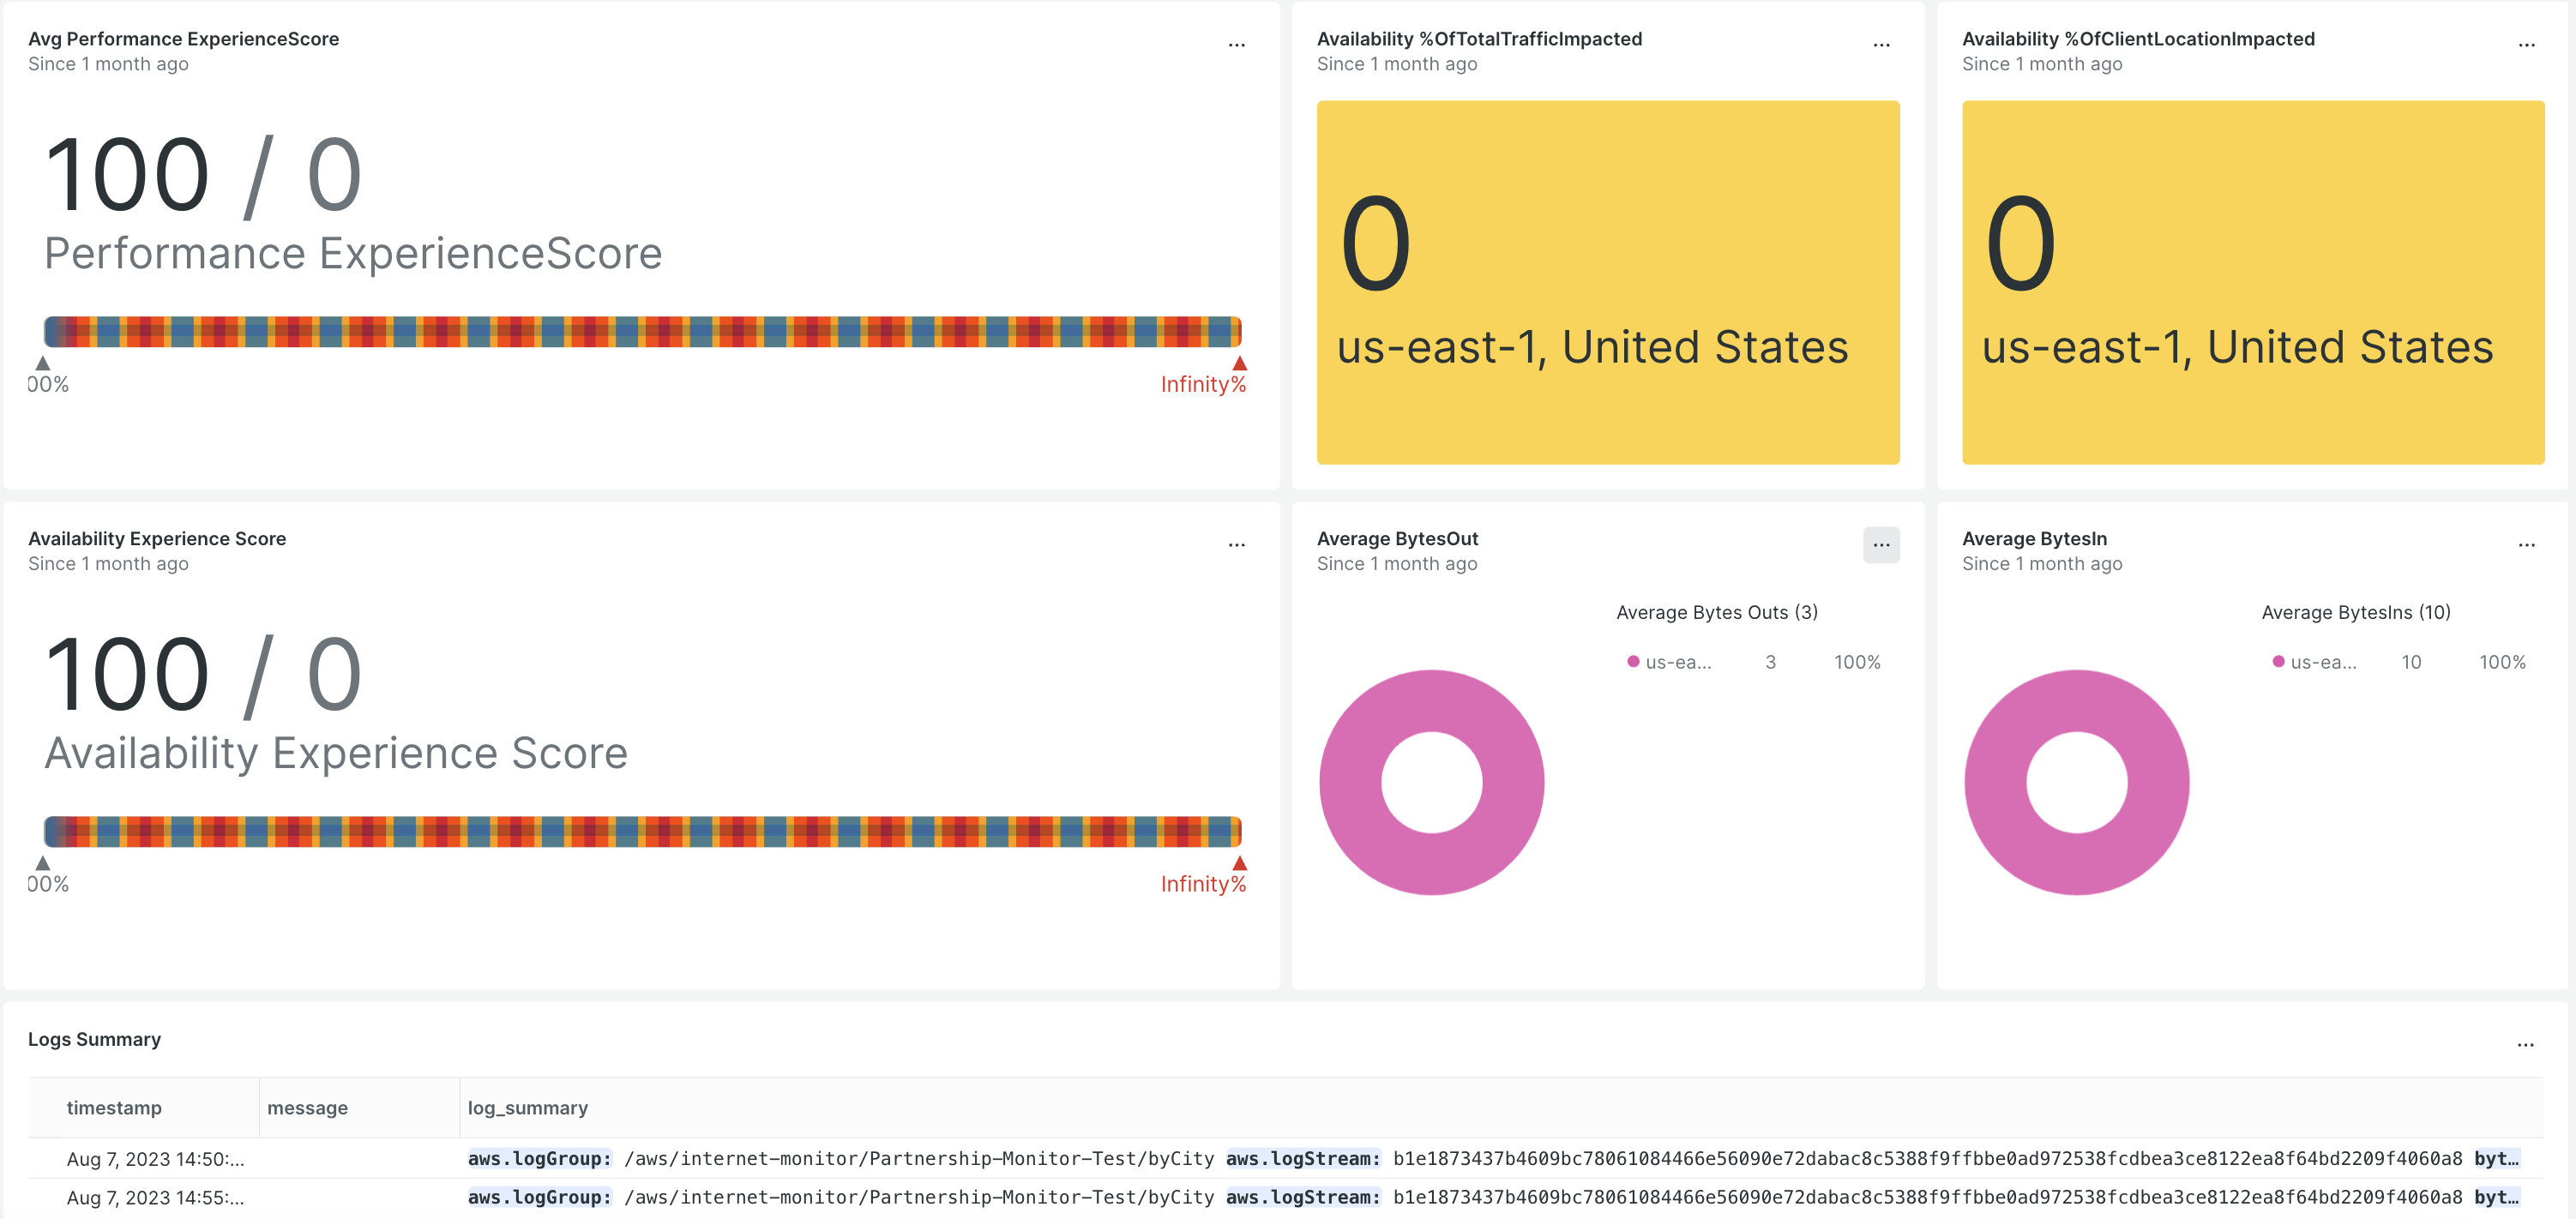 Avg Performance ExperienceScore
Since 1 month ago
...
100 / 0
Performance ExperienceScore
00%
Infinity%
Availability %OfTotalTrafficImpacted
Since 1 month ago
...
0
us-east-1, United States
Availability %OfClientLocationImpacted
Since 1 month ago
...
0
us-east-1, United States
Availability Experience Score
Since 1 month ago
...
100 / 0
Availability Experience Score
00%
Infinity%
Average BytesOut
Since 1 month ago
...
Average Bytes Outs (3)
us-ea... 3 100%
Average BytesIn
Since 1 month ago
...
Average BytesIns (10)
us-ea... 10 100%
Logs Summary
...
timestamp message log_summary
Aug 7, 2023 14:50:... aws.logGroup: /aws/internet-monitor/Partnership-Monitor-Test/byCity aws.logStream: b1e1873437b4609bc78061084466e56090e72dabac8c5388f9ffbbe0ad972538fcdbea3ce8122ea8f64bd2209f4060a8 byt…
Aug 7, 2023 14:55:... aws.logGroup: /aws/internet-monitor/Partnership-Monitor-Test/byCity aws.logStream: b1e1873437b4609bc78061084466e56090e72dabac8c5388f9ffbbe0ad972538fcdbea3ce8122ea8f64bd2209f4060a8 byt…